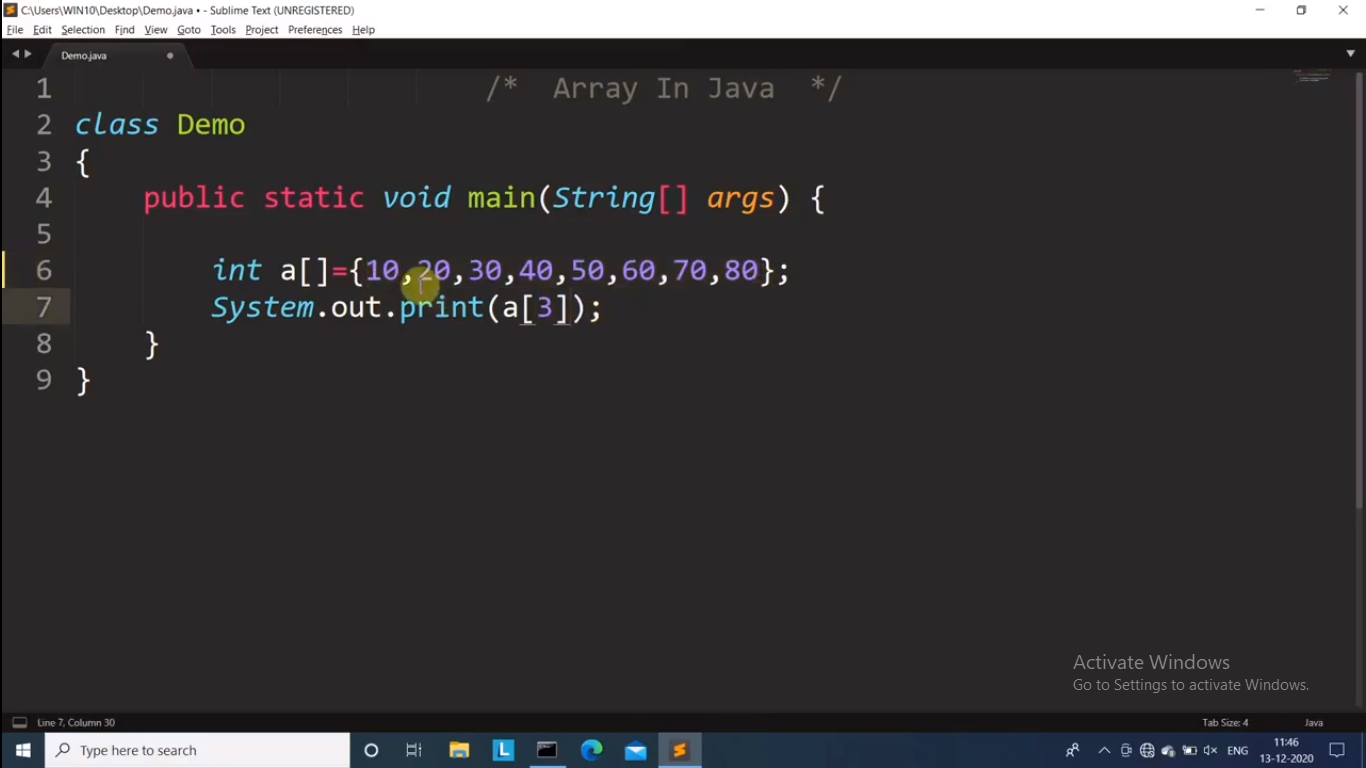 C:\Users\WIN10\Desktop\Demo.java • - Sublime Text (UNREGISTERED)
File Edit Selection Find View Goto Tools Project Preferences Help
Demo.java
1 /* Array In Java */
2 class Demo
3 {
4 public static void main(String[] args) {
5
6 int a[]={10,20,30,40,50,60,70,80};
7 System.out.print(a[3]);
8 }
9 }
Activate Windows
Go to Settings to activate Windows.
Line 7, Column 30 Tab Size: 4 Java
Type here to search L ENG 11:46
13-12-2020